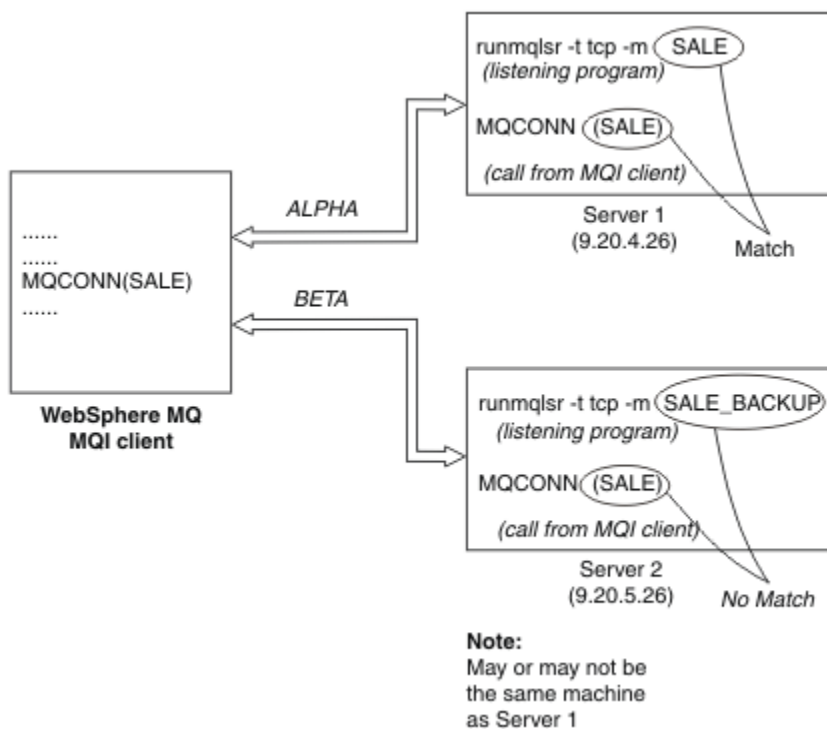 ......
......
MQCONN(SALE)
......
WebSphere MQ
MQI client
ALPHA
BETA
runmqlsr -t tcp -m SALE
(listening program)
MQCONN (SALE)
(call from MQI client)
Server 1
(9.20.4.26)
Match
runmqlsr -t tcp -m SALE_BACKUP
(listening program)
MQCONN (SALE)
(call from MQI client)
Server 2
(9.20.5.26)
No Match
Note:
May or may not be
the same machine
as Server 1